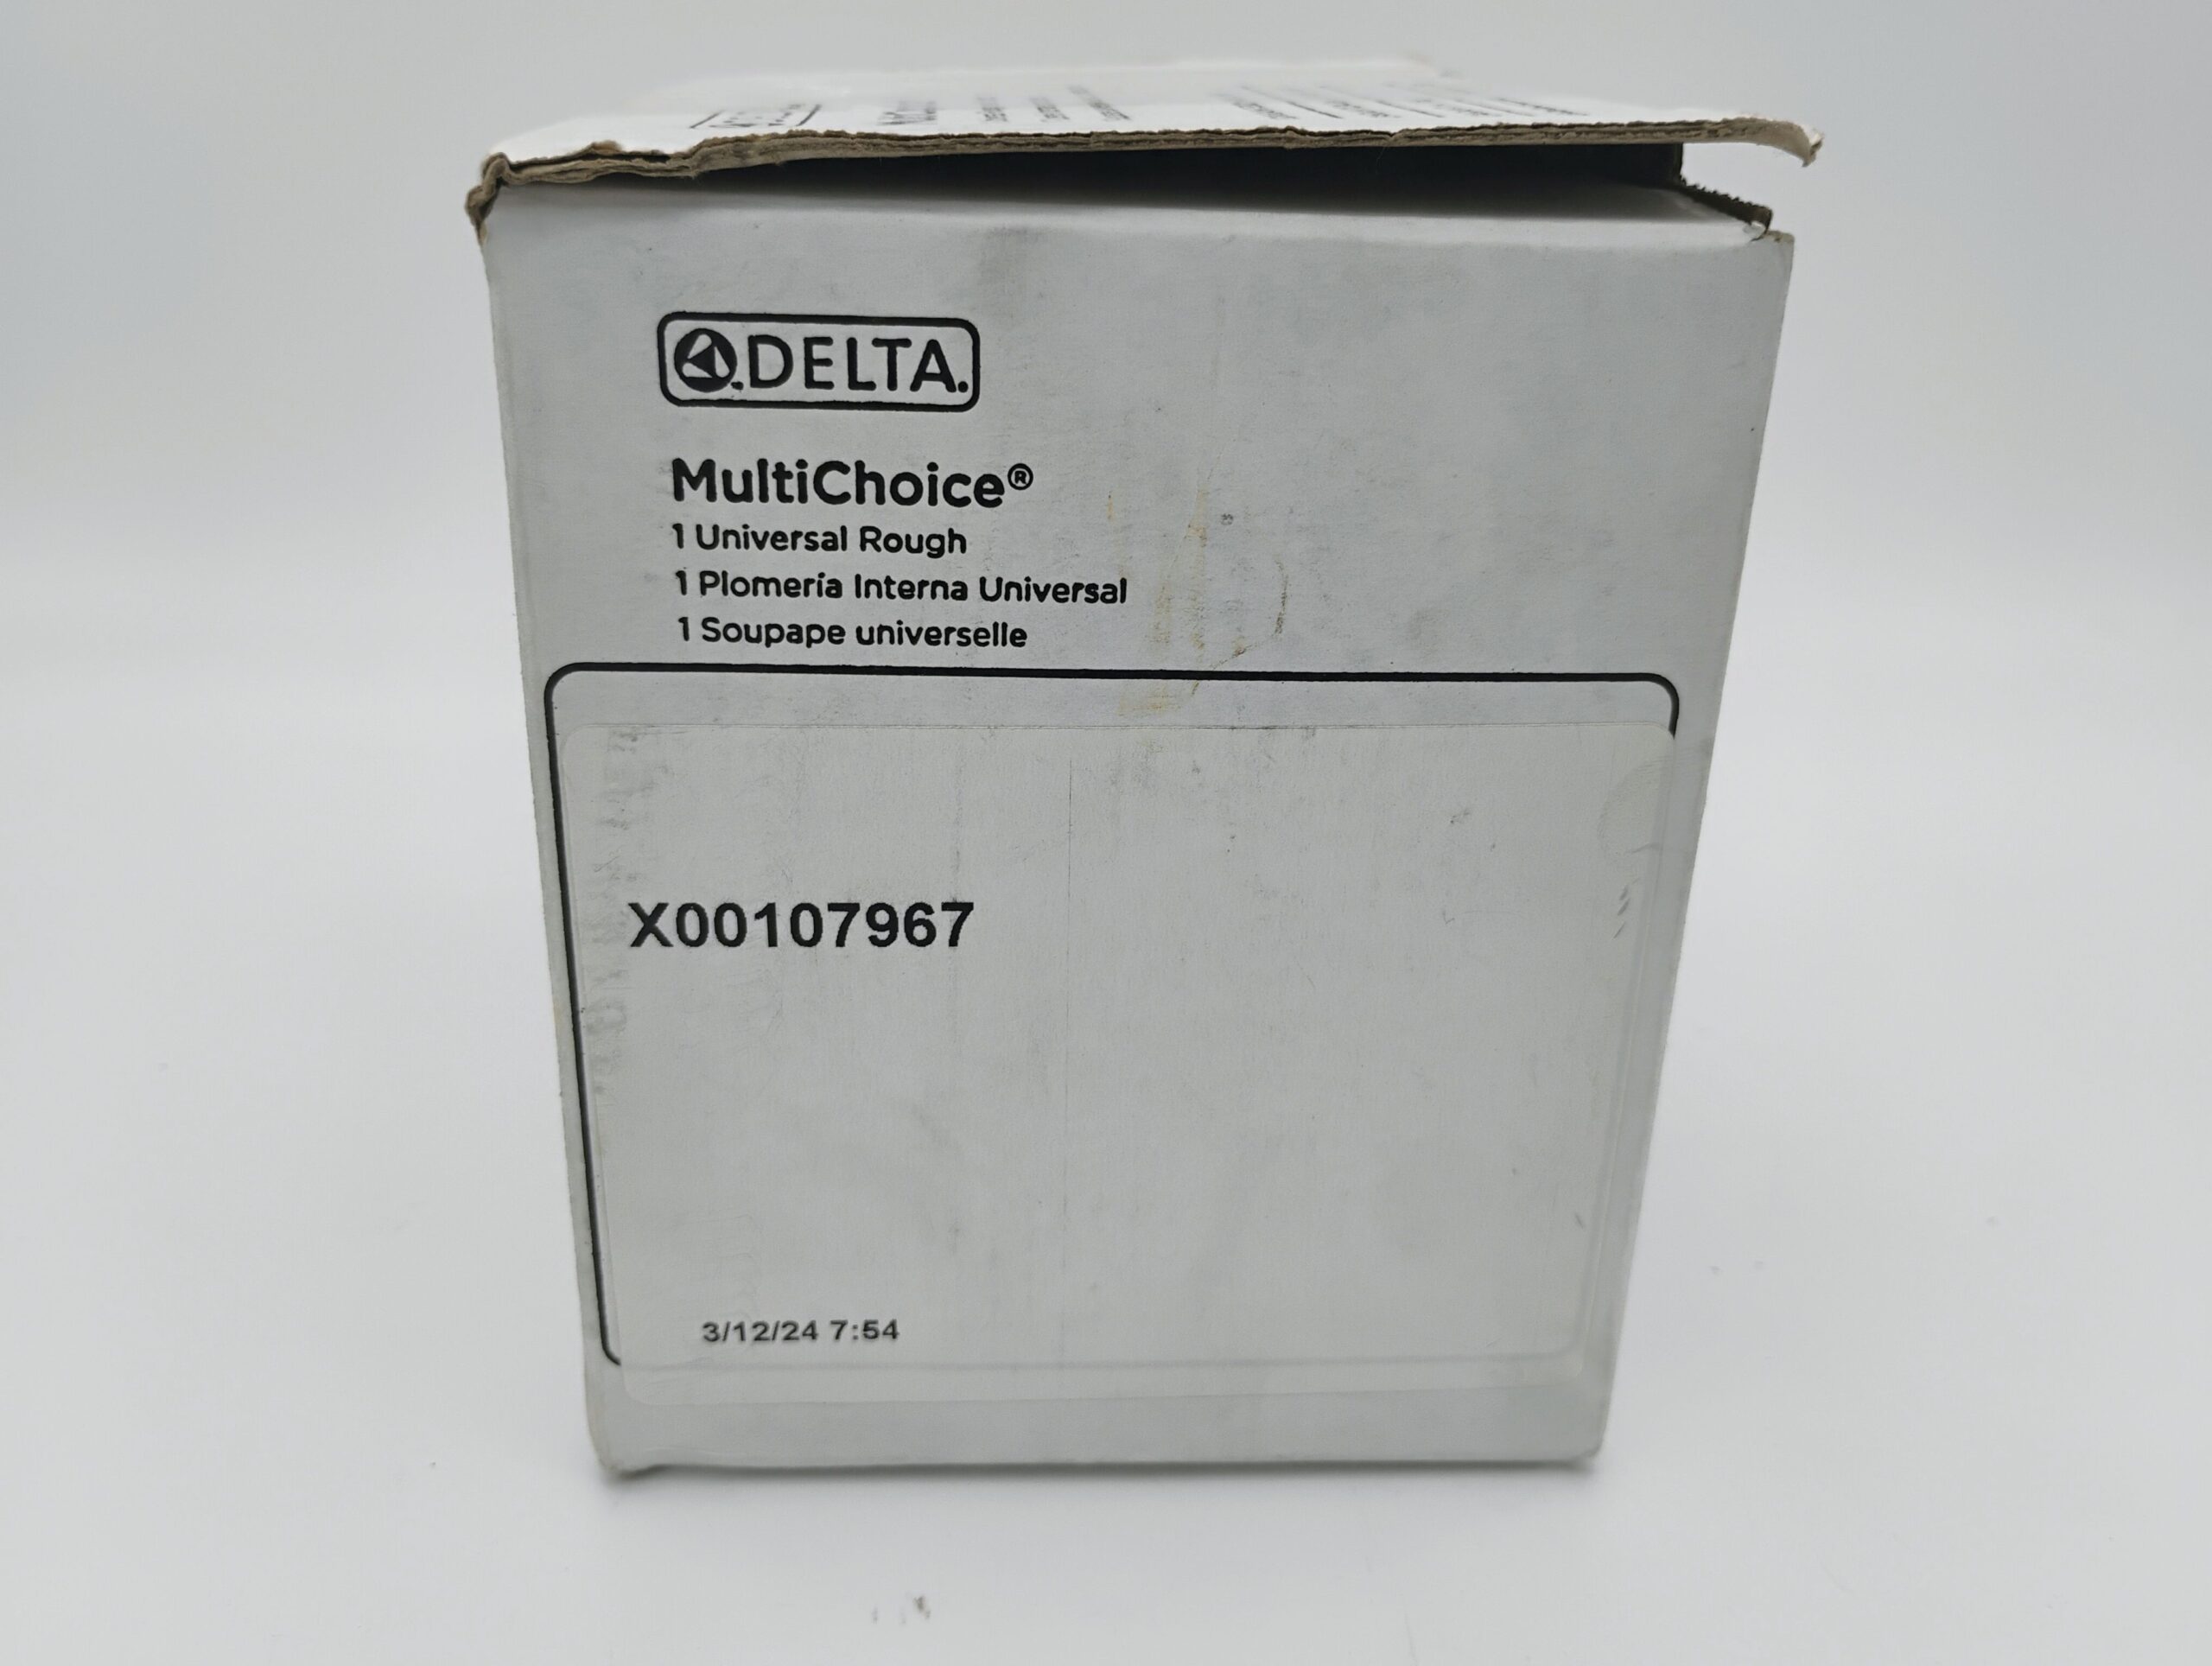 DELTA
MultiChoice®
1 Universal Rough
1 Plomería Interna Universal
1 Soupape universelle
X00107967
3/12/24 7:54